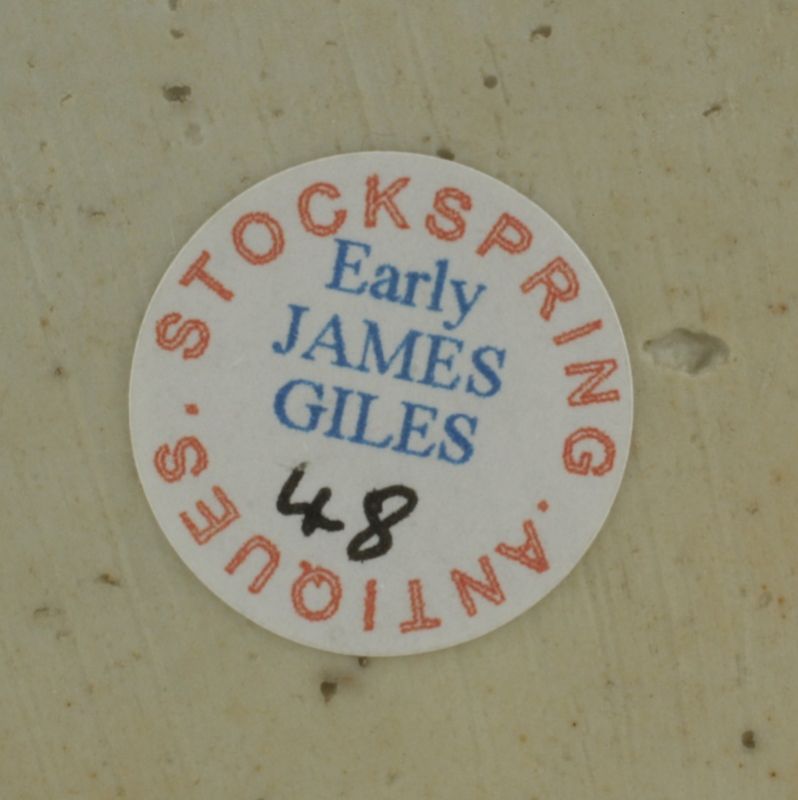 STOCKSPRING . ANTIQUES .
Early
JAMES
GILES
48